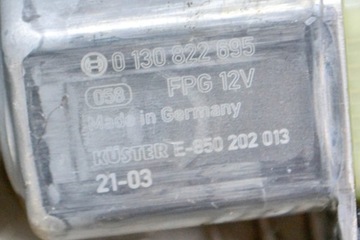 0 130 822 695
058 FPG 12V
Made in Germany
KÜSTER E-850 202 013
21-03